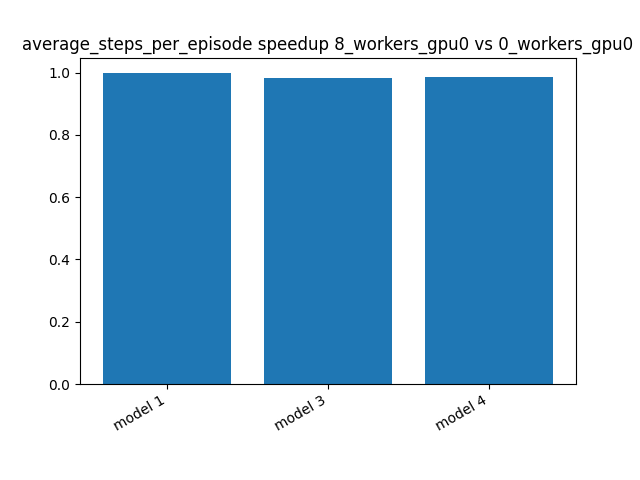 average_steps_per_episode speedup 8_workers_gpu0 vs 0_workers_gpu0
1.0
0.8
0.6
0.4
0.2
0.0
model 1
model 3
model 4